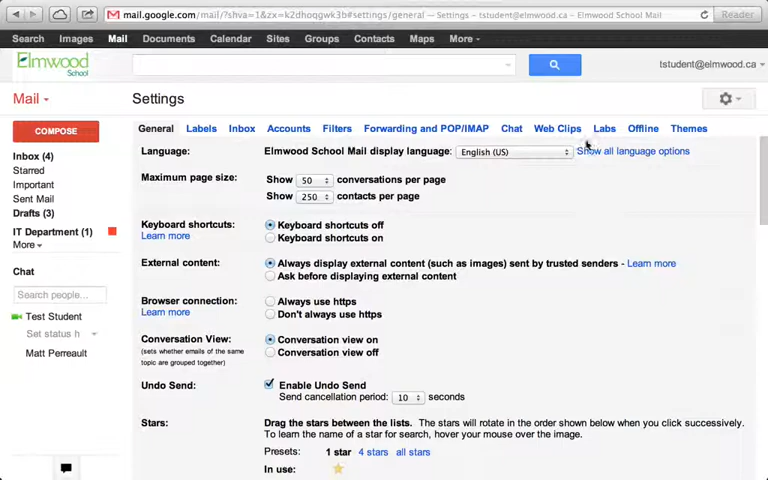 mail.google.com/mail/?shva=1&zx=k2dhoqgwk3b#settings/general — Settings – tstudent@elmwood.ca – Elmwood School Mail
Reader
Search Images Mail Documents Calendar Sites Groups Contacts Maps More
Elmwood
School
tstudent@elmwood.ca
Mail
Settings
COMPOSE
General Labels Inbox Accounts Filters Forwarding and POP/IMAP Chat Web Clips Labs Offline Themes
Inbox (4)
Starred
Important
Sent Mail
Drafts (3)
IT Department (1)
More
Chat
Search people...
Test Student
Set status h
Matt Perreault
Language: Elmwood School Mail display language: English (US) Show all language options
Maximum page size: Show 50 conversations per page
Show 250 contacts per page
Keyboard shortcuts: Keyboard shortcuts off
Learn more Keyboard shortcuts on
External content: Always display external content (such as images) sent by trusted senders - Learn more
Ask before displaying external content
Browser connection: Always use https
Learn more Don't always use https
Conversation View: Conversation view on
(sets whether emails of the same Conversation view off
topic are grouped together)
Undo Send: Enable Undo Send
Send cancellation period: 10 seconds
Stars: Drag the stars between the lists. The stars will rotate in the order shown below when you click successively.
To learn the name of a star for search, hover your mouse over the image.
Presets: 1 star 4 stars all stars
In use: